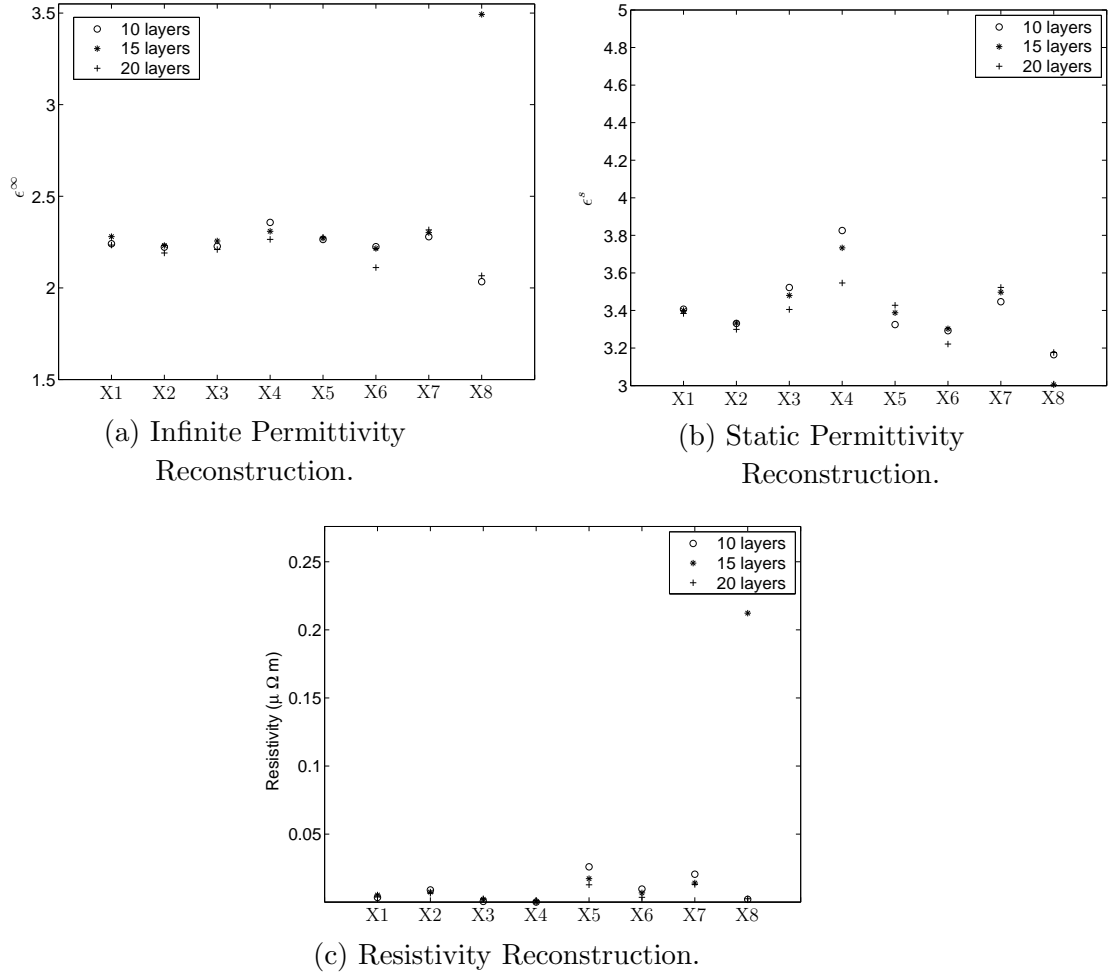 3.5
3
2.5
2
1.5
ϵ∞
10 layers
15 layers
20 layers
X1 X2 X3 X4 X5 X6 X7 X8
(a) Infinite Permittivity
Reconstruction.
5
4.8
4.6
4.4
4.2
4
3.8
3.6
3.4
3.2
3
ϵs
10 layers
15 layers
20 layers
X1 X2 X3 X4 X5 X6 X7 X8
(b) Static Permittivity
Reconstruction.
0.25
0.2
0.15
0.1
0.05
Resistivity (μ Ω m)
10 layers
15 layers
20 layers
X1 X2 X3 X4 X5 X6 X7 X8
(c) Resistivity Reconstruction.